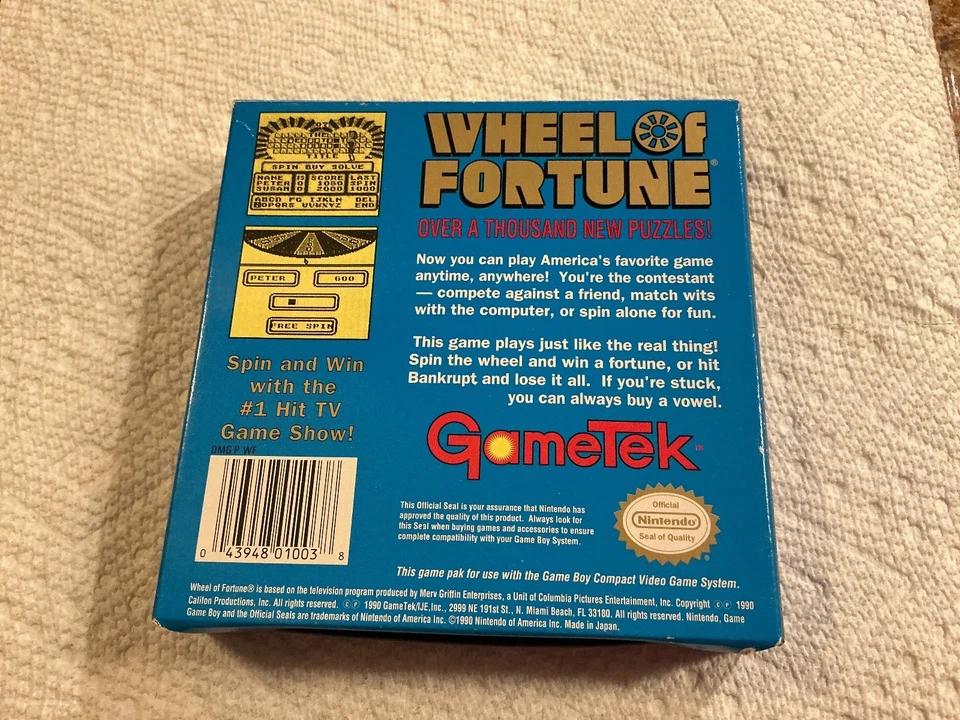 THE
TITLE
SPIN BUY SOLVE
NAME SCORE LAST
PETER 1050 SPIN
SUSAN 2000 1000
ABCD FG IJKLM DEL
NOPQRS UVWXYZ END
PETER 600
FREE SPIN
Spin and Win
with the
#1 Hit TV
Game Show!
DMG P WF
0 43948 01003 8
WHEEL OF
FORTUNE®
OVER A THOUSAND NEW PUZZLES!
Now you can play America's favorite game
anytime, anywhere! You're the contestant
— compete against a friend, match wits
with the computer, or spin alone for fun.
This game plays just like the real thing!
Spin the wheel and win a fortune, or hit
Bankrupt and lose it all. If you're stuck,
you can always buy a vowel.
GameTek
This Official Seal is your assurance that Nintendo has
approved the quality of this product. Always look for
this Seal when buying games and accessories to ensure
complete compatibility with your Game Boy System.
Official
Nintendo®
Seal of Quality
This game pak for use with the Game Boy Compact Video Game System.
Wheel of Fortune® is based on the television program produced by Merv Griffin Enterprises, a Unit of Columbia Pictures Entertainment, Inc. Copyright ©℗ 1990
Califon Productions, Inc. All rights reserved. ©℗ 1990 GameTek/IJE, Inc., 2999 NE 191st St., N. Miami Beach, FL 33180. All rights reserved. Nintendo, Game
Game Boy and the Official Seals are trademarks of Nintendo of America Inc. ©1990 Nintendo of America Inc. Made in Japan.